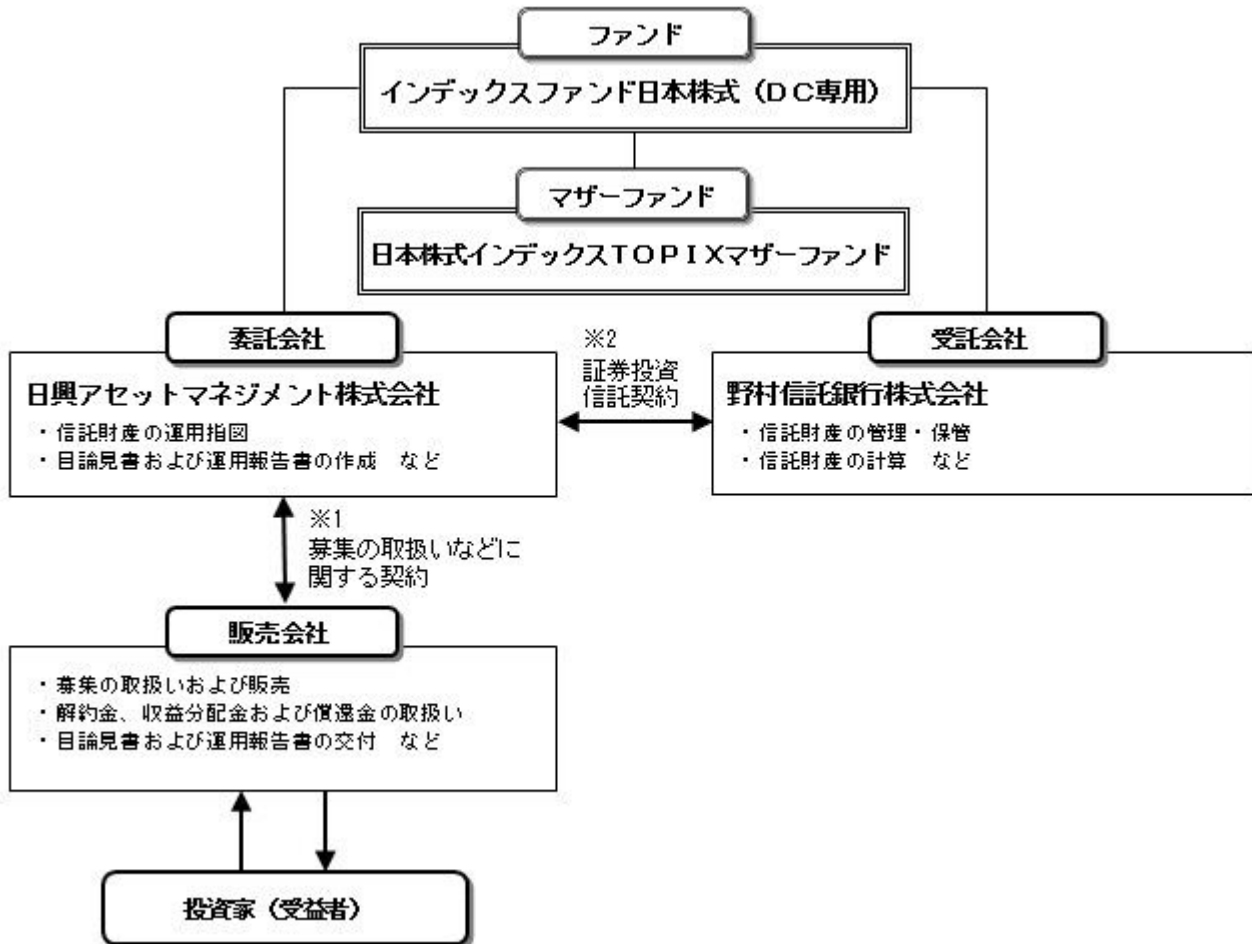 ファンド
インデックスファンド日本株式（ＤＣ専用）
マザーファンド
日本株式インデックスＴＯＰＩＸマザーファンド
委託会社
日興アセットマネジメント株式会社
・信託財産の運用指図
・目論見書および運用報告書の作成　など
※2
証券投資
信託契約
受託会社
野村信託銀行株式会社
・信託財産の管理・保管
・信託財産の計算　など
※1
募集の取扱いなどに
関する契約
販売会社
・募集の取扱いおよび販売
・解約金、収益分配金および償還金の取扱い
・目論見書および運用報告書の交付　など
投資家（受益者）